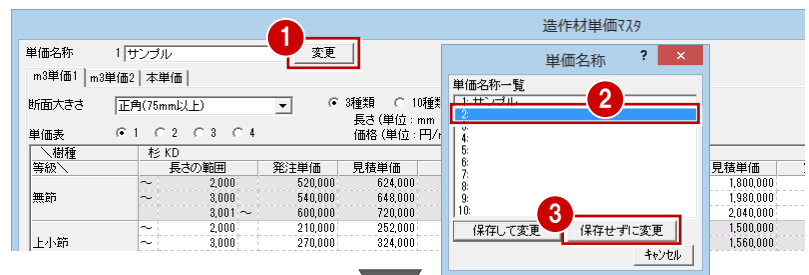 造作材単価ﾏｽﾀ
単価名称 1 サンプル 変更
1
m3単価1 m3単価2 本単価
断面大きさ 正角(75mm以上) 3種類 10種類
長さ(単位:mm
価格(単位:円/m
単価表 1 2 3 4
＼樹種 杉 KD
等級＼ 長さの範囲 発注単価 見積単価 見積単価
無節 ～ 2,000 520,000 624,000 1,800,000
～ 3,000 540,000 648,000 1,980,000
3,001 ～ 600,000 720,000 2,040,000
上小節 ～ 2,000 210,000 252,000 1,500,000
～ 3,000 270,000 324,000 1,560,000
単価名称 ? ×
単価名称一覧
1: サンプル
2
2:
3:
4:
5:
6:
7:
8:
9:
10:
3
保存して変更 保存せずに変更
ｷｬﾝｾﾙ